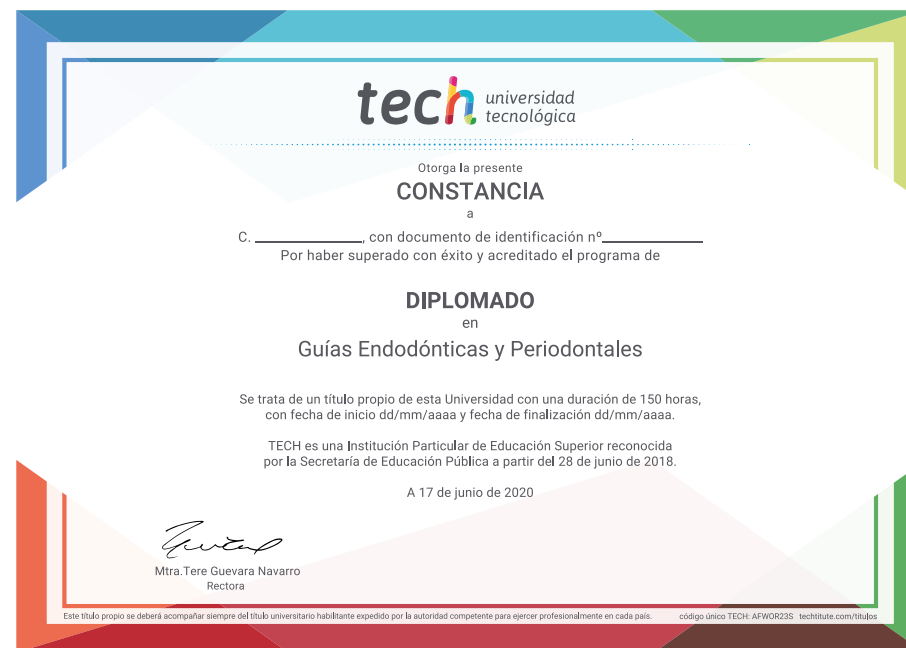 tech universidad
tecnológica
Otorga la presente
CONSTANCIA
a
C. ____________, con documento de identificación nº____________
Por haber superado con éxito y acreditado el programa de
DIPLOMADO
en
Guías Endodónticas y Periodontales
Se trata de un título propio de esta Universidad con una duración de 150 horas,
con fecha de inicio dd/mm/aaaa y fecha de finalización dd/mm/aaaa.
TECH es una Institución Particular de Educación Superior reconocida
por la Secretaría de Educación Pública a partir del 28 de junio de 2018.
A 17 de junio de 2020
Mtra.Tere Guevara Navarro
Rectora
Este título propio se deberá acompañar siempre del título universitario habilitante expedido por la autoridad competente para ejercer profesionalmente en cada país. código único TECH: AFWOR23S techtitute.com/titulos